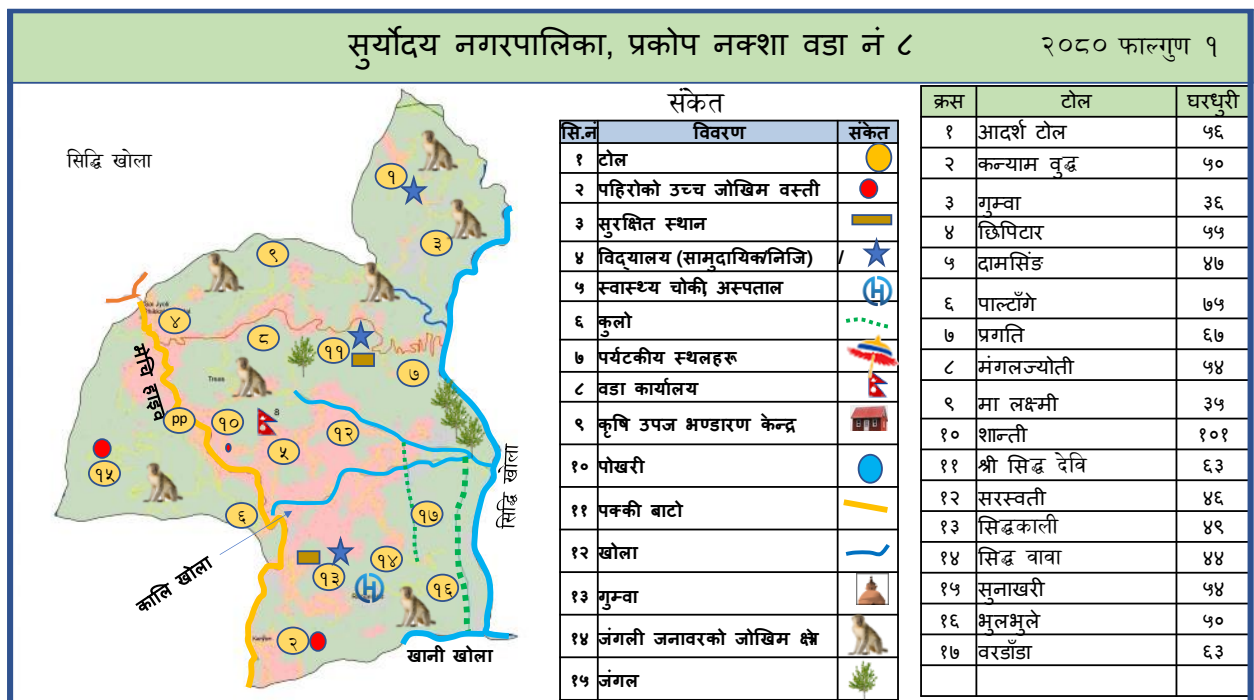 सुर्योदय नगरपालिका, प्रकोप नक्शा वडा नं ८
२०८० फाल्गुण १
सिद्धि खोला
१
३
९
४
८
११
७
मेचि हाइवे
Trees
pp
१०
8
५
१२
१५
६
१७
सिद्धि खोला
कालि खोला
१३
१४
१६
२
खानी खोला
संकेत
सि.नं विवरण संकेत
१ टोल
२ पहिरोको उच्च जोखिम वस्ती
३ सुरक्षित स्थान
४ विद्यालय (सामुदायिक/निजि) /
५ स्वास्थ्य चोकी, अस्पताल
६ कुलो
७ पर्यटकीय स्थलहरू
८ वडा कार्यालय
९ कृषि उपज भण्डारण केन्द्र
१० पोखरी
११ पक्की बाटो
१२ खोला
१३ गुम्वा
१४ जंगली जनावरको जोखिम क्षेत्र
१५ जंगल
क्रस टोल घरधुरी
१ आदर्श टोल ५६
२ कन्याम वुद्ध ५०
३ गुम्वा ३६
४ छिपिटार ५५
५ दामसिंङ ४७
६ पाल्टाँगे ७५
७ प्रगति ६७
८ मंगलज्योती ५४
९ मा लक्ष्मी ३५
१० शान्ती १०१
११ श्री सिद्ध देवि ६३
१२ सरस्वती ४६
१३ सिद्धकाली ४९
१४ सिद्ध वावा ४४
१५ सुनाखरी ५४
१६ भुलभुले ५०
१७ वरडाँडा ६३